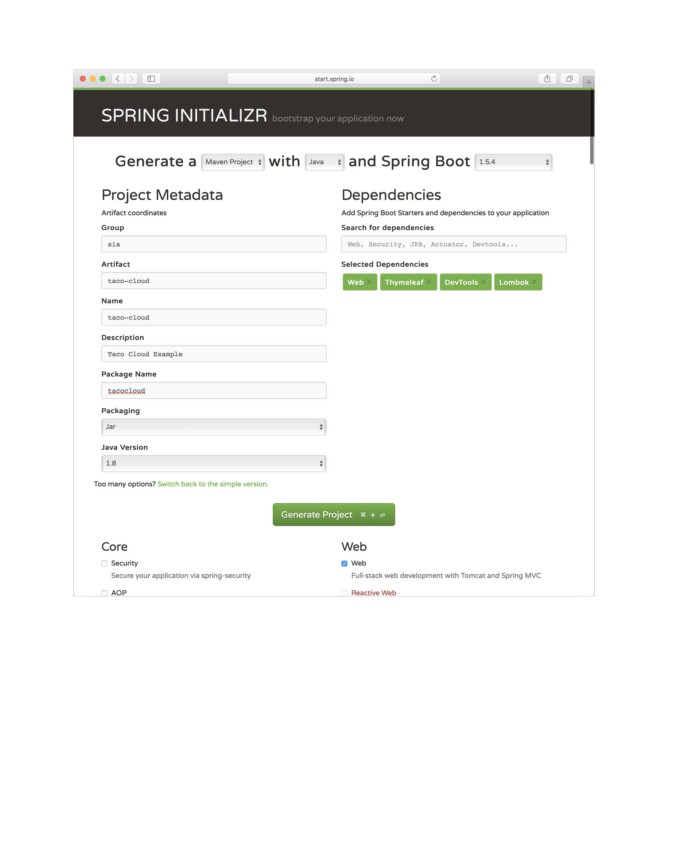 start.spring.io
SPRING INITIALIZR bootstrap your application now
Generate a Maven Project with Java and Spring Boot 1.5.4
Project Metadata
Artifact coordinates
Group
sia
Artifact
taco-cloud
Name
taco-cloud
Description
Taco Cloud Example
Package Name
tacocloud
Packaging
Jar
Java Version
1.8
Too many options? Switch back to the simple version.
Dependencies
Add Spring Boot Starters and dependencies to your application
Search for dependencies
Web, Security, JPA, Actuator, Devtools...
Selected Dependencies
Web × Thymeleaf × DevTools × Lombok ×
Generate Project ⌘ + ⏎
Core
Security
Secure your application via spring-security
AOP
Web
Web
Full-stack web development with Tomcat and Spring MVC
Reactive Web